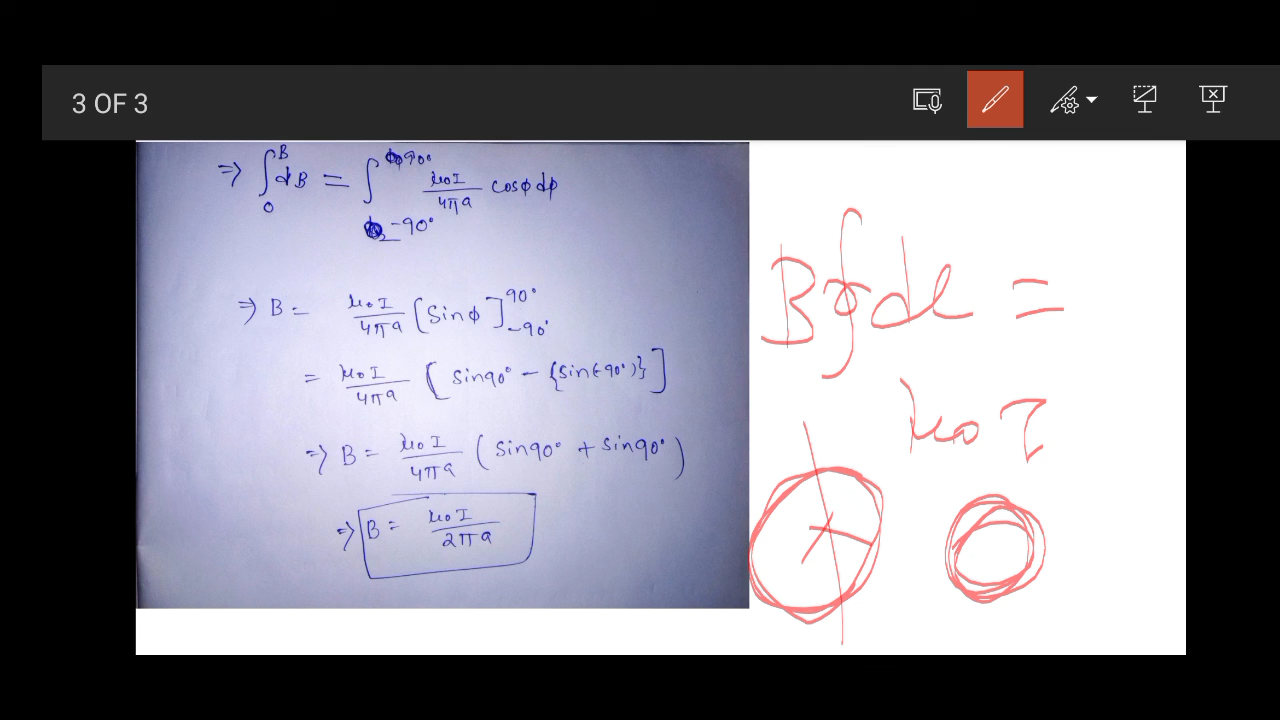 3 OF 3
⇒ ∫₀ᴮ dB = ∫₋₉₀°^90° μ₀I/4πa cosφ dφ
⇒ B = μ₀I/4πa [Sinφ]₋₉₀°^90°
= μ₀I/4πa [Sin90° - {Sin(-90°)}]
⇒ B = μ₀I/4πa (Sin90° + Sin90°)
⇒ B = μ₀I/2πa
B∮dl =
μ₀I